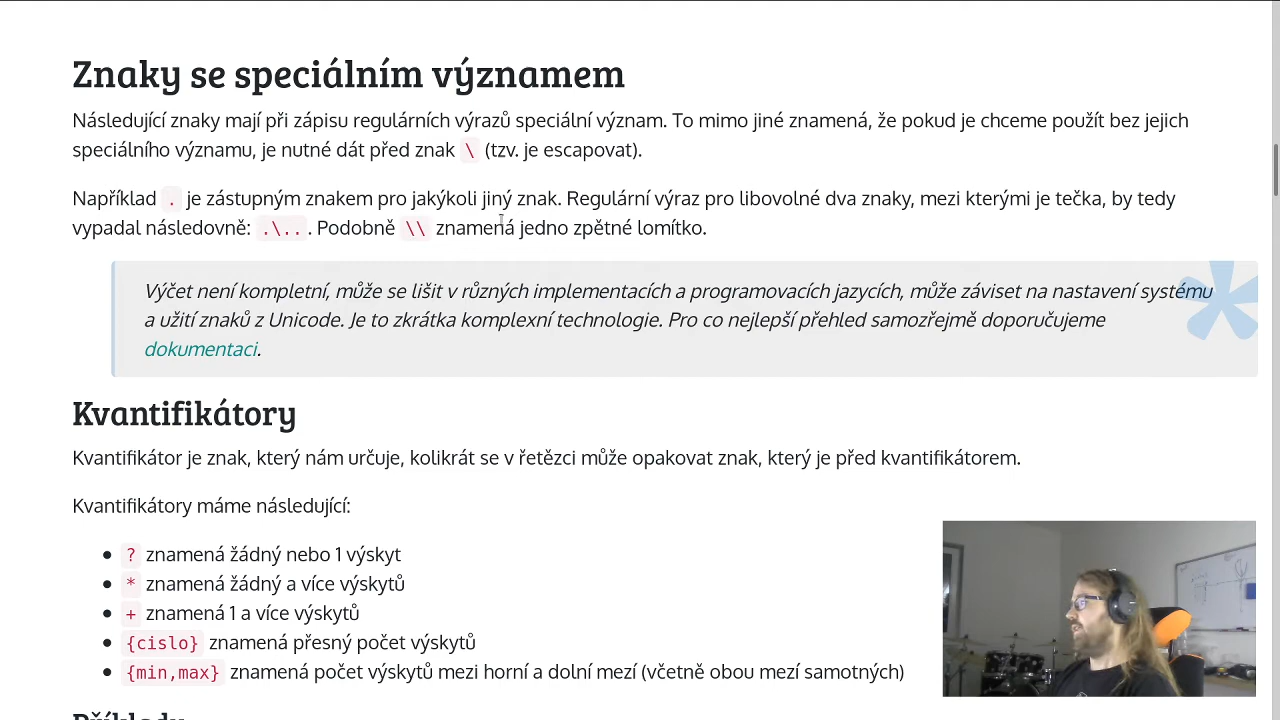 Znaky se speciálním významem
Následující znaky mají při zápisu regulárních výrazů speciální význam. To mimo jiné znamená, že pokud je chceme použít bez jejich
speciálního významu, je nutné dát před znak \ (tzv. je escapovat).
Například . je zástupným znakem pro jakýkoli jiný znak. Regulární výraz pro libovolné dva znaky, mezi kterými je tečka, by tedy
vypadal následovně: .\.. . Podobně \\ znamená jedno zpětné lomítko.
Výčet není kompletní, může se lišit v různých implementacích a programovacích jazycích, může záviset na nastavení systému
a užití znaků z Unicode. Je to zkrátka komplexní technologie. Pro co nejlepší přehled samozřejmě doporučujeme
dokumentaci.
Kvantifikátory
Kvantifikátor je znak, který nám určuje, kolikrát se v řetězci může opakovat znak, který je před kvantifikátorem.
Kvantifikátory máme následující:
? znamená žádný nebo 1 výskyt
* znamená žádný a více výskytů
+ znamená 1 a více výskytů
{cislo} znamená přesný počet výskytů
{min,max} znamená počet výskytů mezi horní a dolní mezí (včetně obou mezí samotných)
Příklady